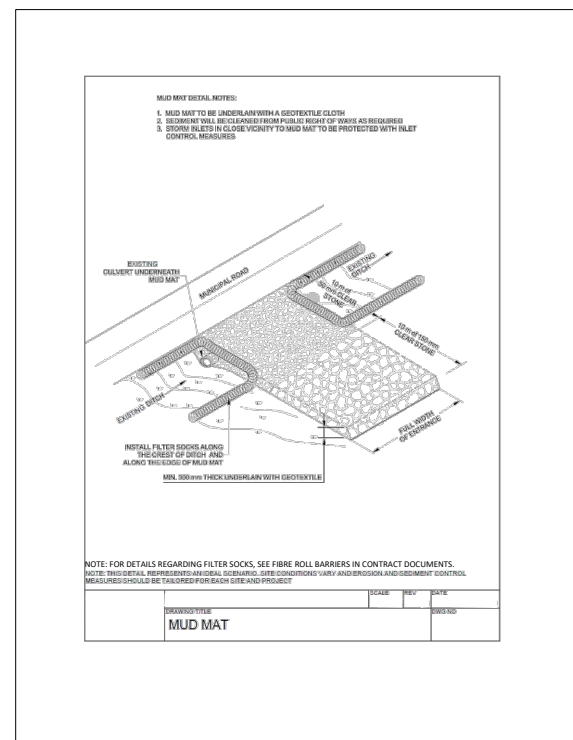 MUD MAT DETAIL NOTES:
1. MUD MAT TO BE UNDERLAIN WITH A GEOTEXTILE CLOTH
2. SEDIMENT WILL BE CLEANED FROM PUBLIC RIGHT OF WAYS AS REQUIRED
3. STORM INLETS IN CLOSE VICINITY TO MUD MAT TO BE PROTECTED WITH INLET
CONTROL MEASURES
EXISTING
CULVERT UNDERNEATH
MUD MAT
MUNICIPAL ROAD
EXISTING
DITCH
10 m of
50 mm CLEAR
STONE
10 m of 150 mm
CLEAR STONE
EXISTING DITCH
FULL WIDTH
OF ENTRANCE
INSTALL FILTER SOCKS ALONG
THE CREST OF DITCH AND
ALONG THE EDGE OF MUD MAT
MIN. 300 mm THICK UNDERLAIN WITH GEOTEXTILE
NOTE: FOR DETAILS REGARDING FILTER SOCKS, SEE FIBRE ROLL BARRIERS IN CONTRACT DOCUMENTS.
NOTE: THIS DETAIL REPRESENTS AN IDEAL SCENARIO. SITE CONDITIONS VARY AND EROSION AND SEDIMENT CONTROL
MEASURES SHOULD BE TAILORED FOR EACH SITE AND PROJECT
SCALE
REV
DATE
DRAWING TITLE
DWG NO
MUD MAT